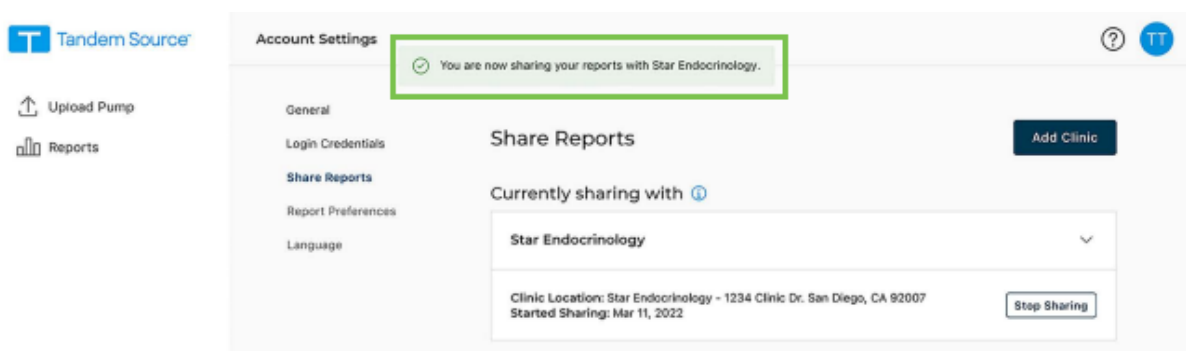 Tandem Source
Account Settings
TT
You are now sharing your reports with Star Endocrinology.
Upload Pump
Reports
General
Login Credentials
Share Reports
Report Preferences
Language
Share Reports
Add Clinic
Currently sharing with
Star Endocrinology
Clinic Location: Star Endocrinology - 1234 Clinic Dr. San Diego, CA 92007
Started Sharing: Mar 11, 2022
Stop Sharing